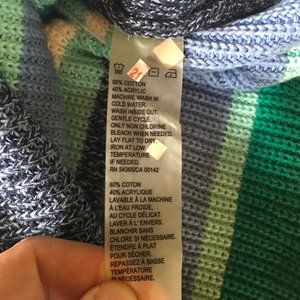 21
60% COTTON
40% ACRYLIC
MACHINE WASH IN
COLD WATER.
WASH INSIDE OUT.
GENTLE CYCLE.
ONLY NON CHLORINE
BLEACH WHEN NEEDED.
LAY FLAT TO DRY.
IRON AT LOW
TEMPERATURE
IF NEEDED.
RN 54365/CA 00142
60% COTON
40% ACRYLIQUE
LAVABLE À LA MACHINE
À L'EAU FROIDE,
AU CYCLE DÉLICAT.
LAVER À L' ENVERS.
BLANCHIR SANS
CHLORE SI NÉCESSAIRE.
ÉTENDRE À PLAT
POUR SÉCHER.
REPASSEZ À BASSE
TEMPÉRATURE
SI NÉCESSAIRE.